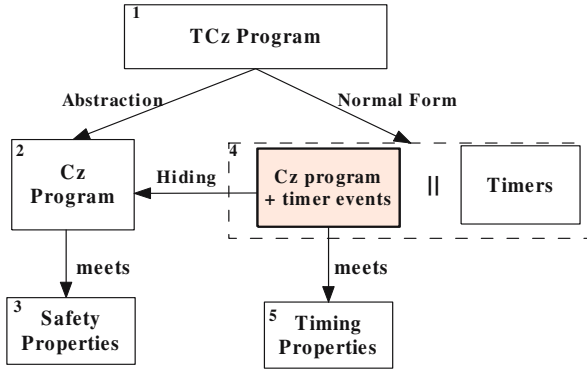 1
TCz Program
Abstraction
Normal Form
2
Cz
Program
Hiding
4
Cz program
+ timer events
||
Timers
meets
meets
3
Safety
Properties
5
Timing
Properties